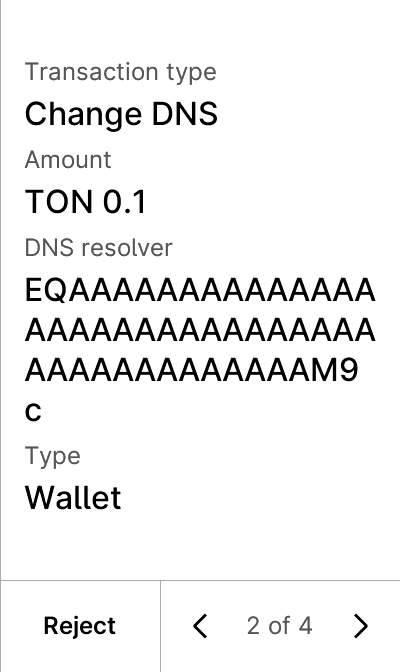 Transaction type
Change DNS
Amount
TON 0.1
DNS resolver
EQAAAAAAAAAAAAAA
AAAAAAAAAAAAAAAA
AAAAAAAAAAAAAM9
c
Type
Wallet
Reject
2 of 4